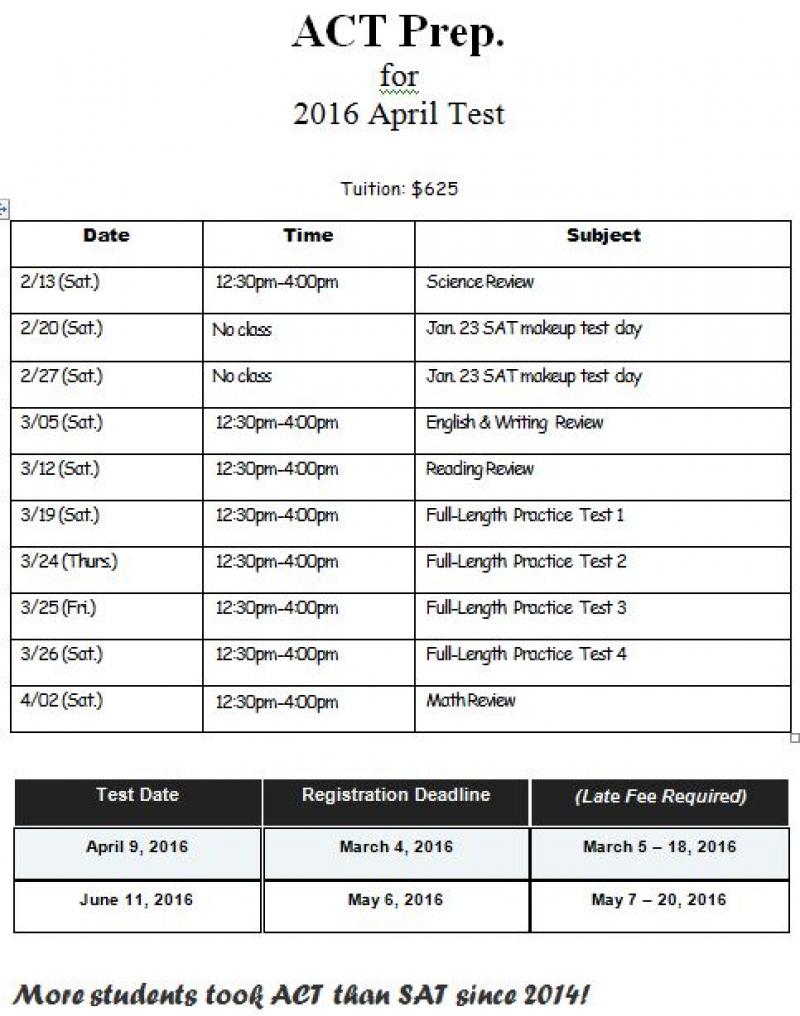 ACT Prep.
for
2016 April Test
Tuition: $625
Date Time Subject
2/13 (Sat.) 12:30pm-4:00pm Science Review
2/20 (Sat.) No class Jan. 23 SAT makeup test day
2/27 (Sat.) No class Jan. 23 SAT makeup test day
3/05 (Sat.) 12:30pm-4:00pm English & Writing Review
3/12 (Sat.) 12:30pm-4:00pm Reading Review
3/19 (Sat.) 12:30pm-4:00pm Full-Length Practice Test 1
3/24 (Thurs.) 12:30pm-4:00pm Full-Length Practice Test 2
3/25 (Fri.) 12:30pm-4:00pm Full-Length Practice Test 3
3/26 (Sat.) 12:30pm-4:00pm Full-Length Practice Test 4
4/02 (Sat.) 12:30pm-4:00pm Math Review
Test Date Registration Deadline (Late Fee Required)
April 9, 2016 March 4, 2016 March 5 – 18, 2016
June 11, 2016 May 6, 2016 May 7 – 20, 2016
More students took ACT than SAT since 2014!